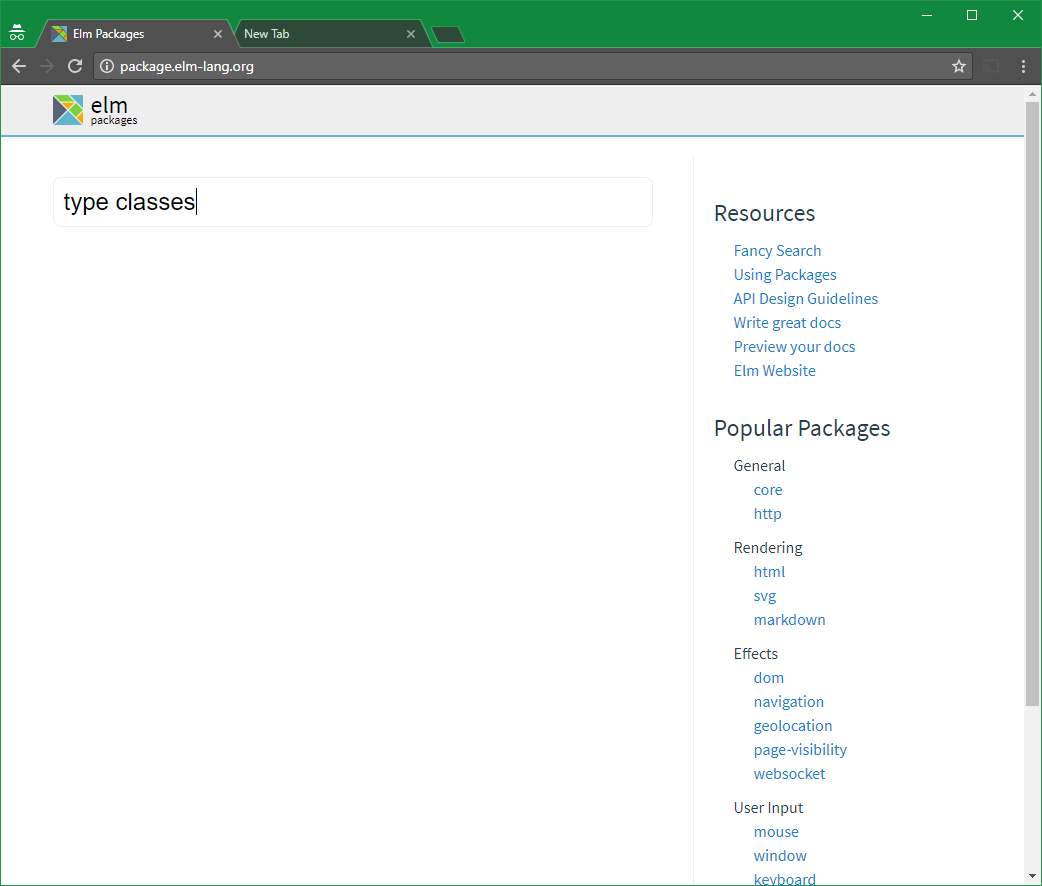 Elm Packages
New Tab
package.elm-lang.org
elm
packages
type classes
Resources
Fancy Search
Using Packages
API Design Guidelines
Write great docs
Preview your docs
Elm Website
Popular Packages
General
core
http
Rendering
html
svg
markdown
Effects
dom
navigation
geolocation
page-visibility
websocket
User Input
mouse
window
keyboard